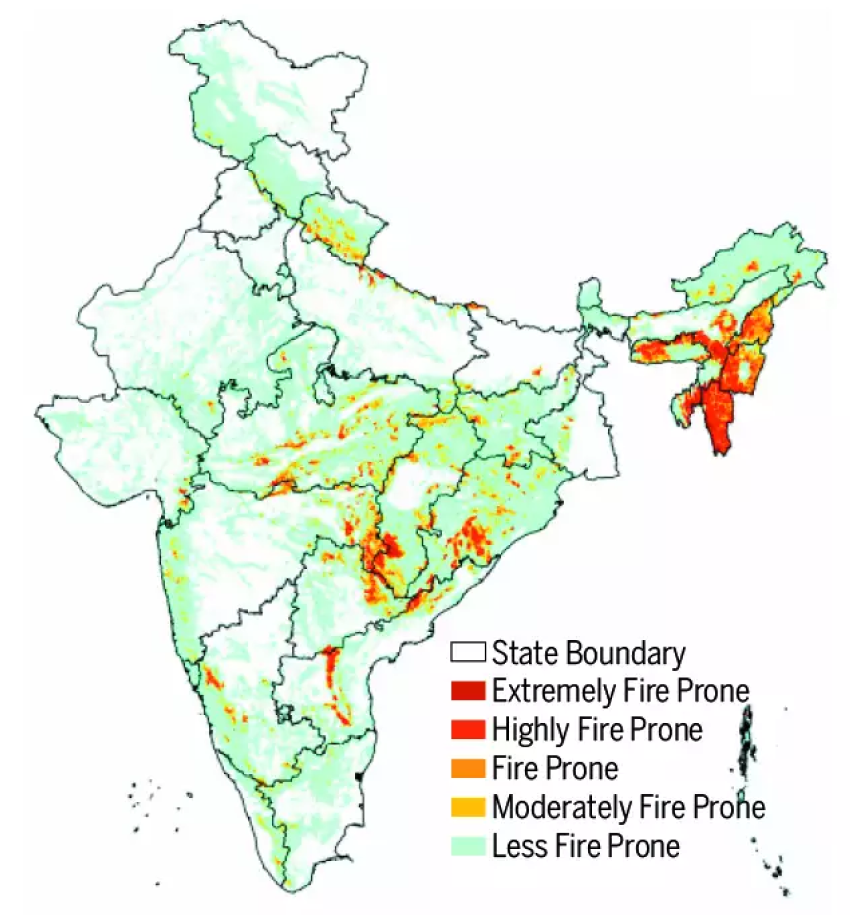 State Boundary
Extremely Fire Prone
Highly Fire Prone
Fire Prone
Moderately Fire Prone
Less Fire Prone